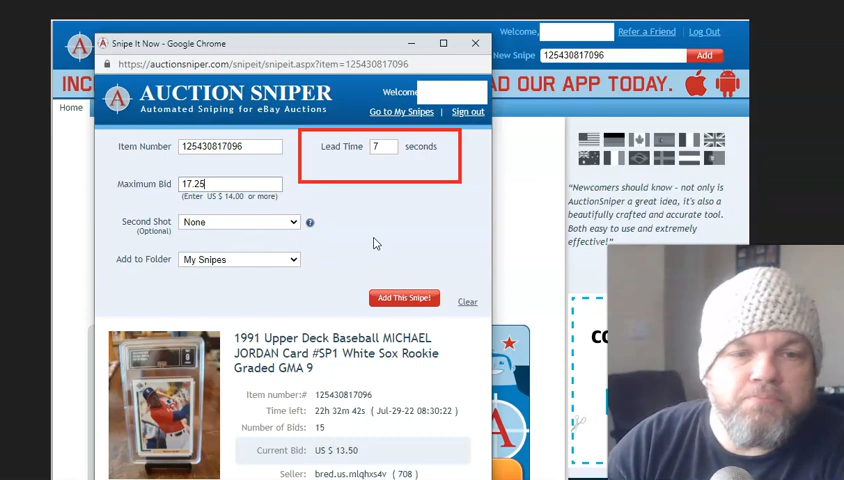 Snipe It Now - Google Chrome
https://auctionsniper.com/snipeit/snipeit.aspx?item=125430817096
Welcome,
Refer a Friend | Log Out
New Snipe 125430817096 Add
INC
AD OUR APP TODAY.
Home
AUCTION SNIPER
Automated Sniping for eBay Auctions
Welcome
Go to My Snipes | Sign out
Item Number 125430817096
Lead Time 7 seconds
Maximum Bid 17.25
(Enter US $ 14.00 or more)
Second Shot None
(Optional)
Add to Folder My Snipes
Add This Snipe!
Clear
1991 Upper Deck Baseball MICHAEL
JORDAN Card #SP1 White Sox Rookie
Graded GMA 9
Item number:# 125430817096
Time left: 22h 32m 42s ( Jul-29-22 08:30:22 )
Number of Bids: 15
Current Bid: US $ 13.50
Seller: bred.us.mlqhxs4v ( 708 )
"Newcomers should know - not only is
AuctionSniper a great idea, it's also a
beautifully crafted and accurate tool.
Both easy to use and extremely
effective!"
CO